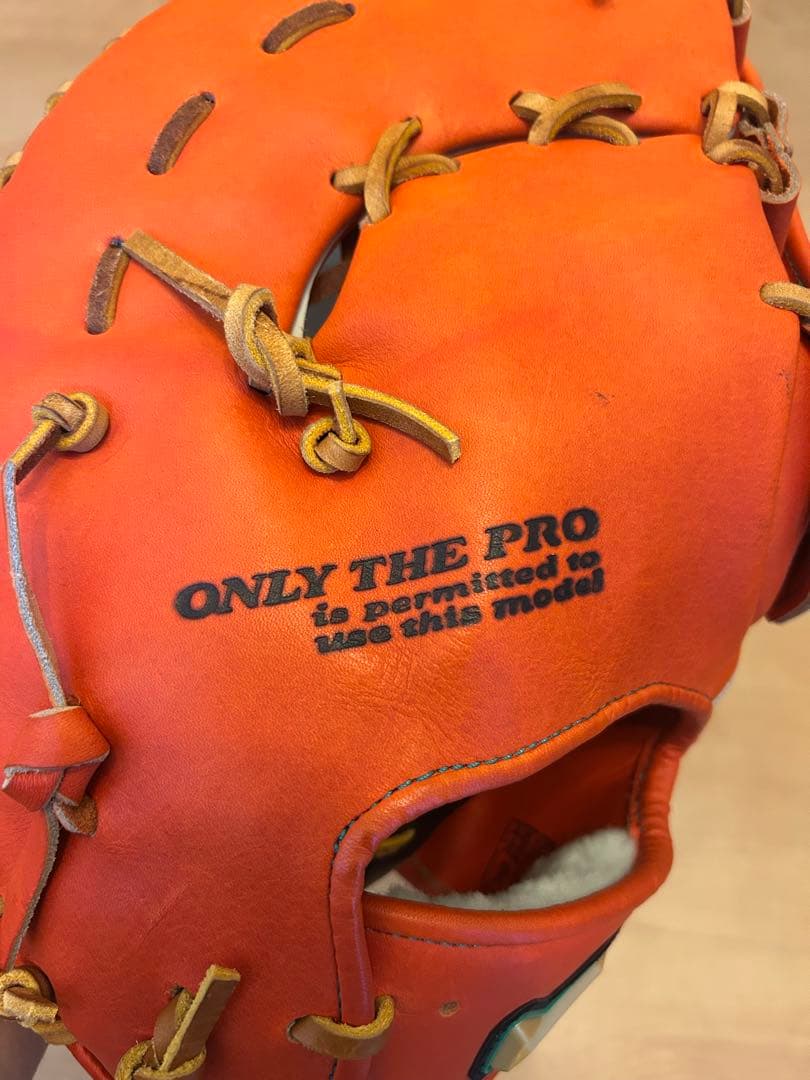 ONLY THE PRO
is permitted to
use this model